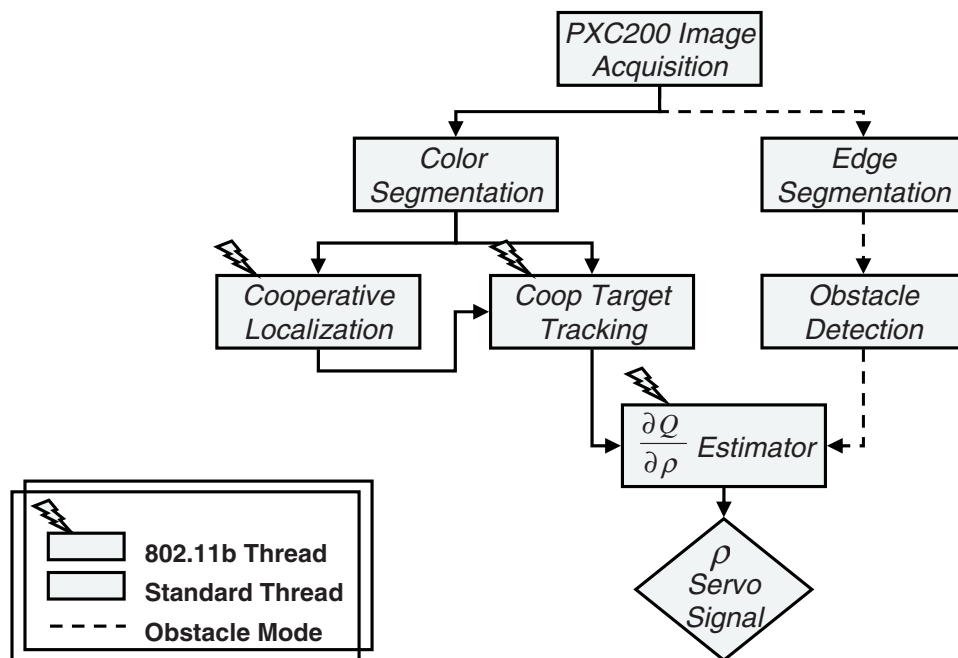 PXC200 Image
Acquisition
Color
Segmentation
Edge
Segmentation
Cooperative
Localization
Coop Target
Tracking
Obstacle
Detection
∂Q
∂ρ
Estimator
ρ
Servo
Signal
802.11b Thread
Standard Thread
Obstacle Mode